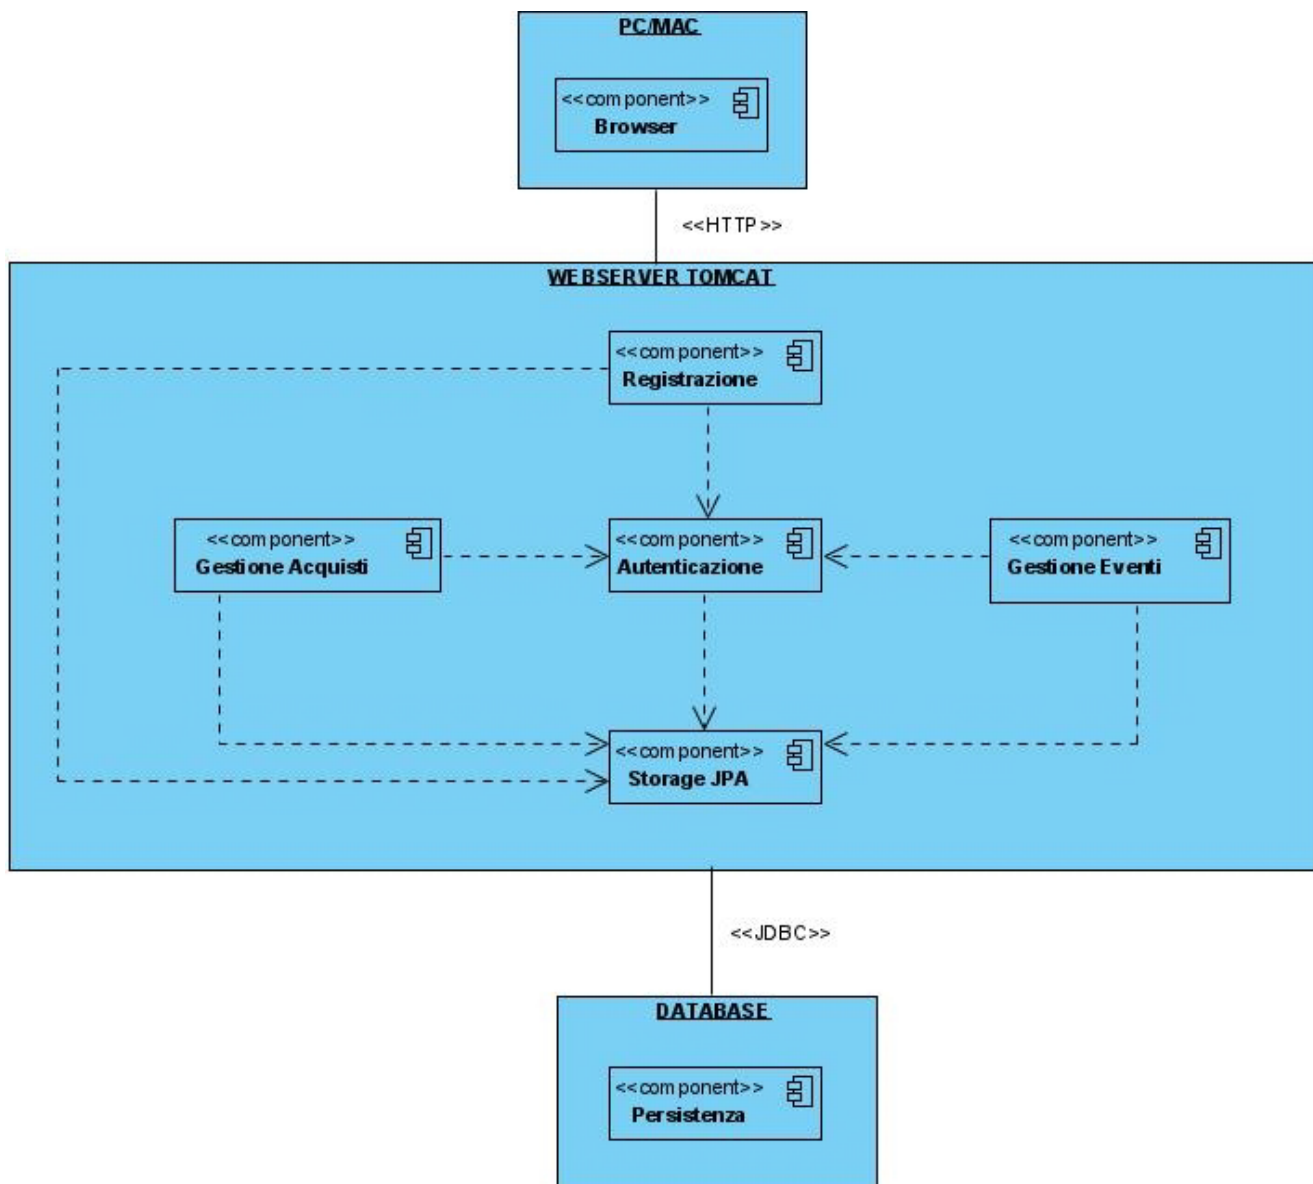 PC/MAC
<<component>>
Browser
<<HTTP>>
WEBSERVER TOMCAT
<<component>>
Registrazione
<<component>>
Gestione Acquisti
<<component>>
Autenticazione
<<component>>
Gestione Eventi
<<component>>
Storage JPA
<<JDBC>>
DATABASE
<<component>>
Persistenza